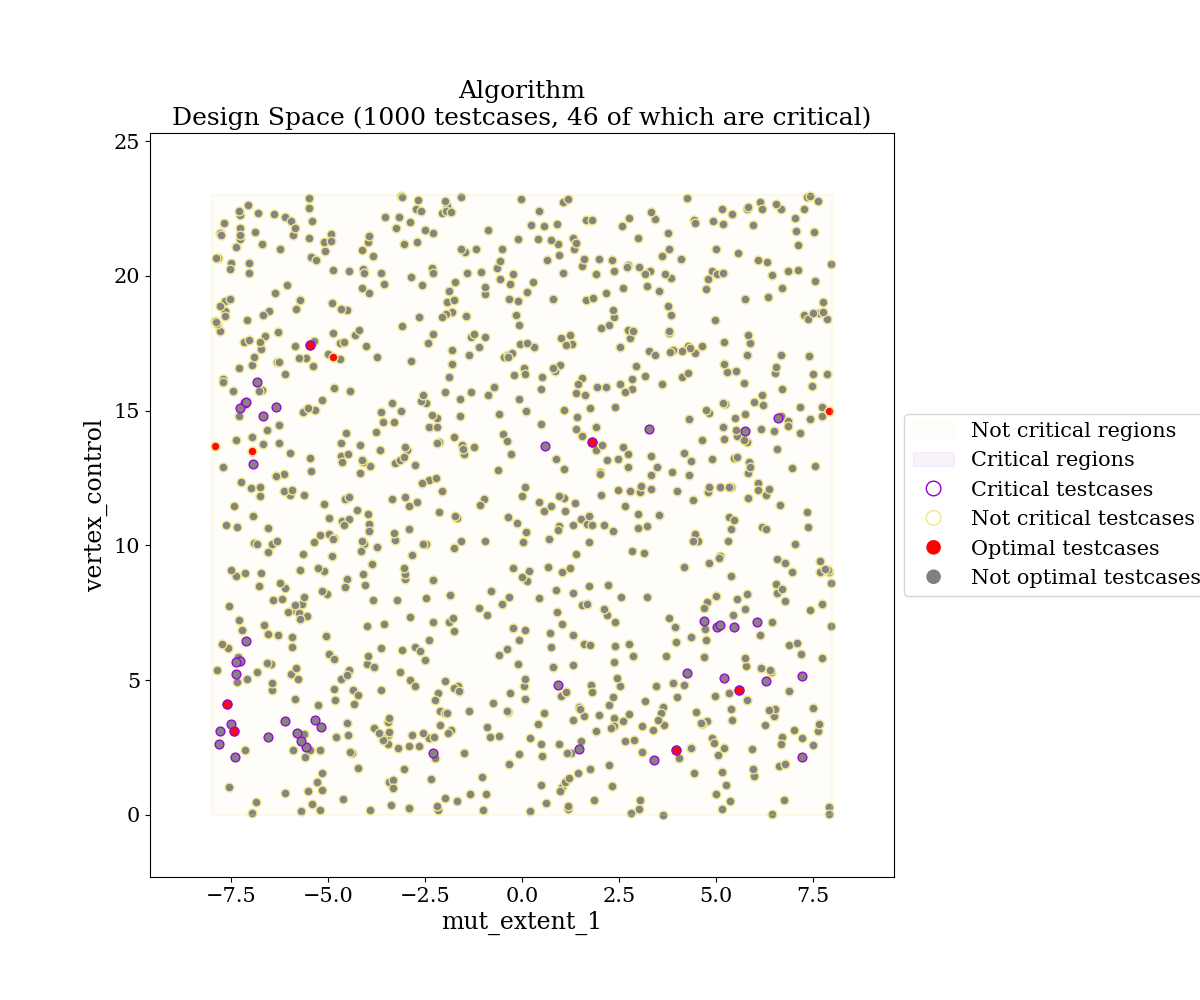 Algorithm
Design Space (1000 testcases, 46 of which are critical)
25
20
15
10
5
0
vertex_control
−7.5
−5.0
−2.5
0.0
2.5
5.0
7.5
mut_extent_1
Not critical regions
Critical regions
Critical testcases
Not critical testcases
Optimal testcases
Not optimal testcases